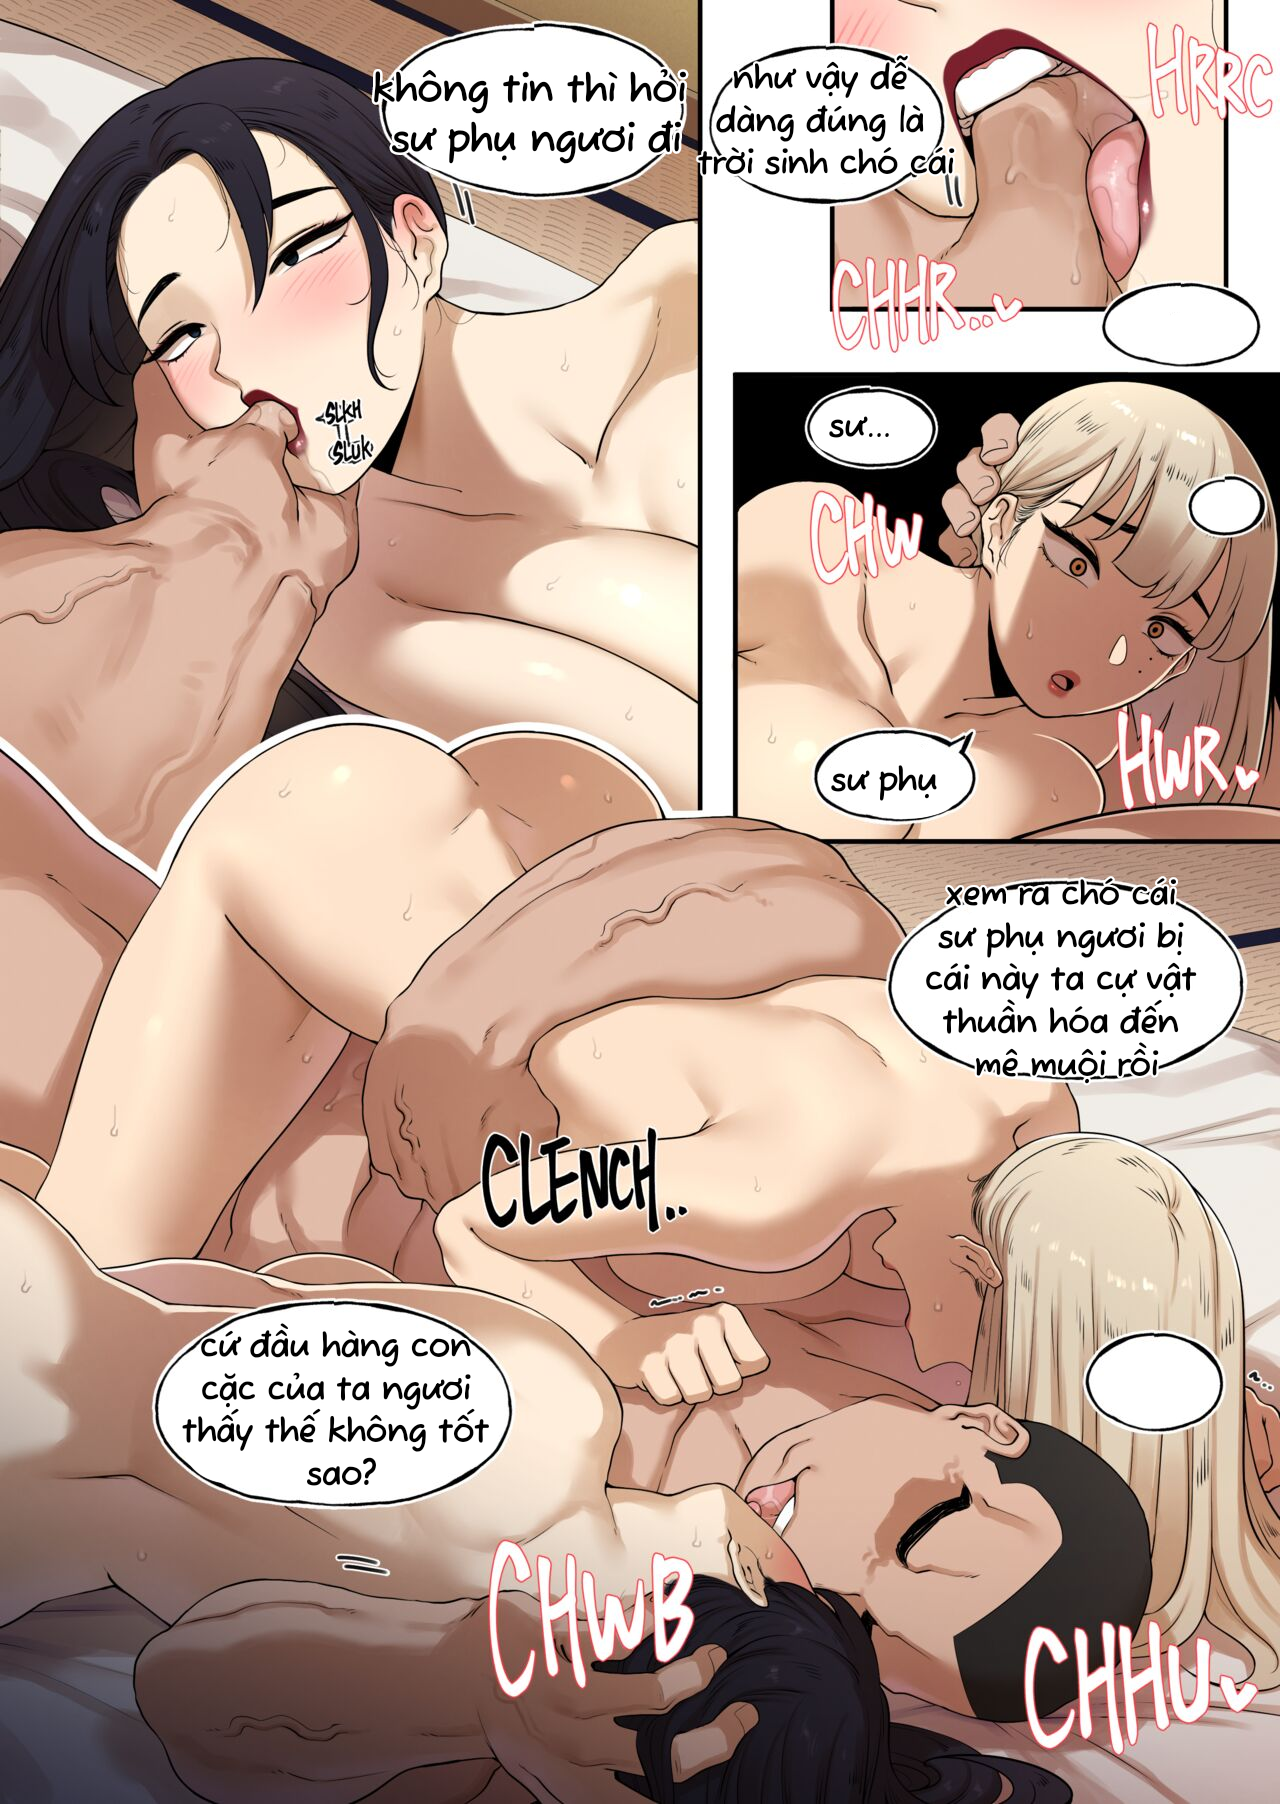 không tin thì hỏi
sư phụ ngươi đi
như vậy dễ
dàng đúng là
trời sinh chó cái
HRRC
CHHR...
SLKH
SLUK
sư...
CHW
HWR
sư phụ
xem ra chó cái
sư phụ ngươi bị
cái này ta cự vật
thuần hóa đến
mê muội rồi
CLENCH..
cứ đầu hàng con
cặc của ta ngươi
thấy thế không tốt
sao?
CHWB
CHHU